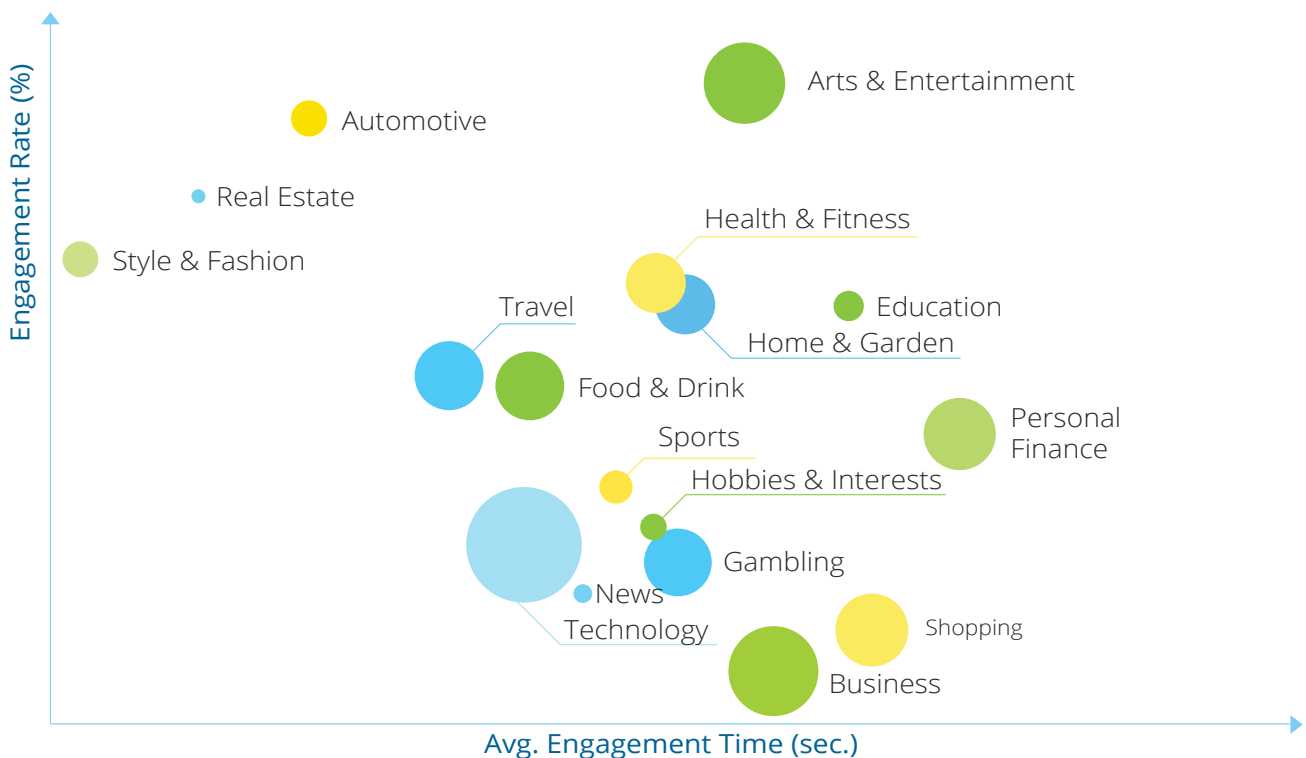 Engagement Rate (%)
Arts & Entertainment
Automotive
Real Estate
Health & Fitness
Style & Fashion
Travel
Education
Home & Garden
Food & Drink
Personal
Finance
Sports
Hobbies & Interests
Gambling
News
Technology
Shopping
Business
Avg. Engagement Time (sec.)